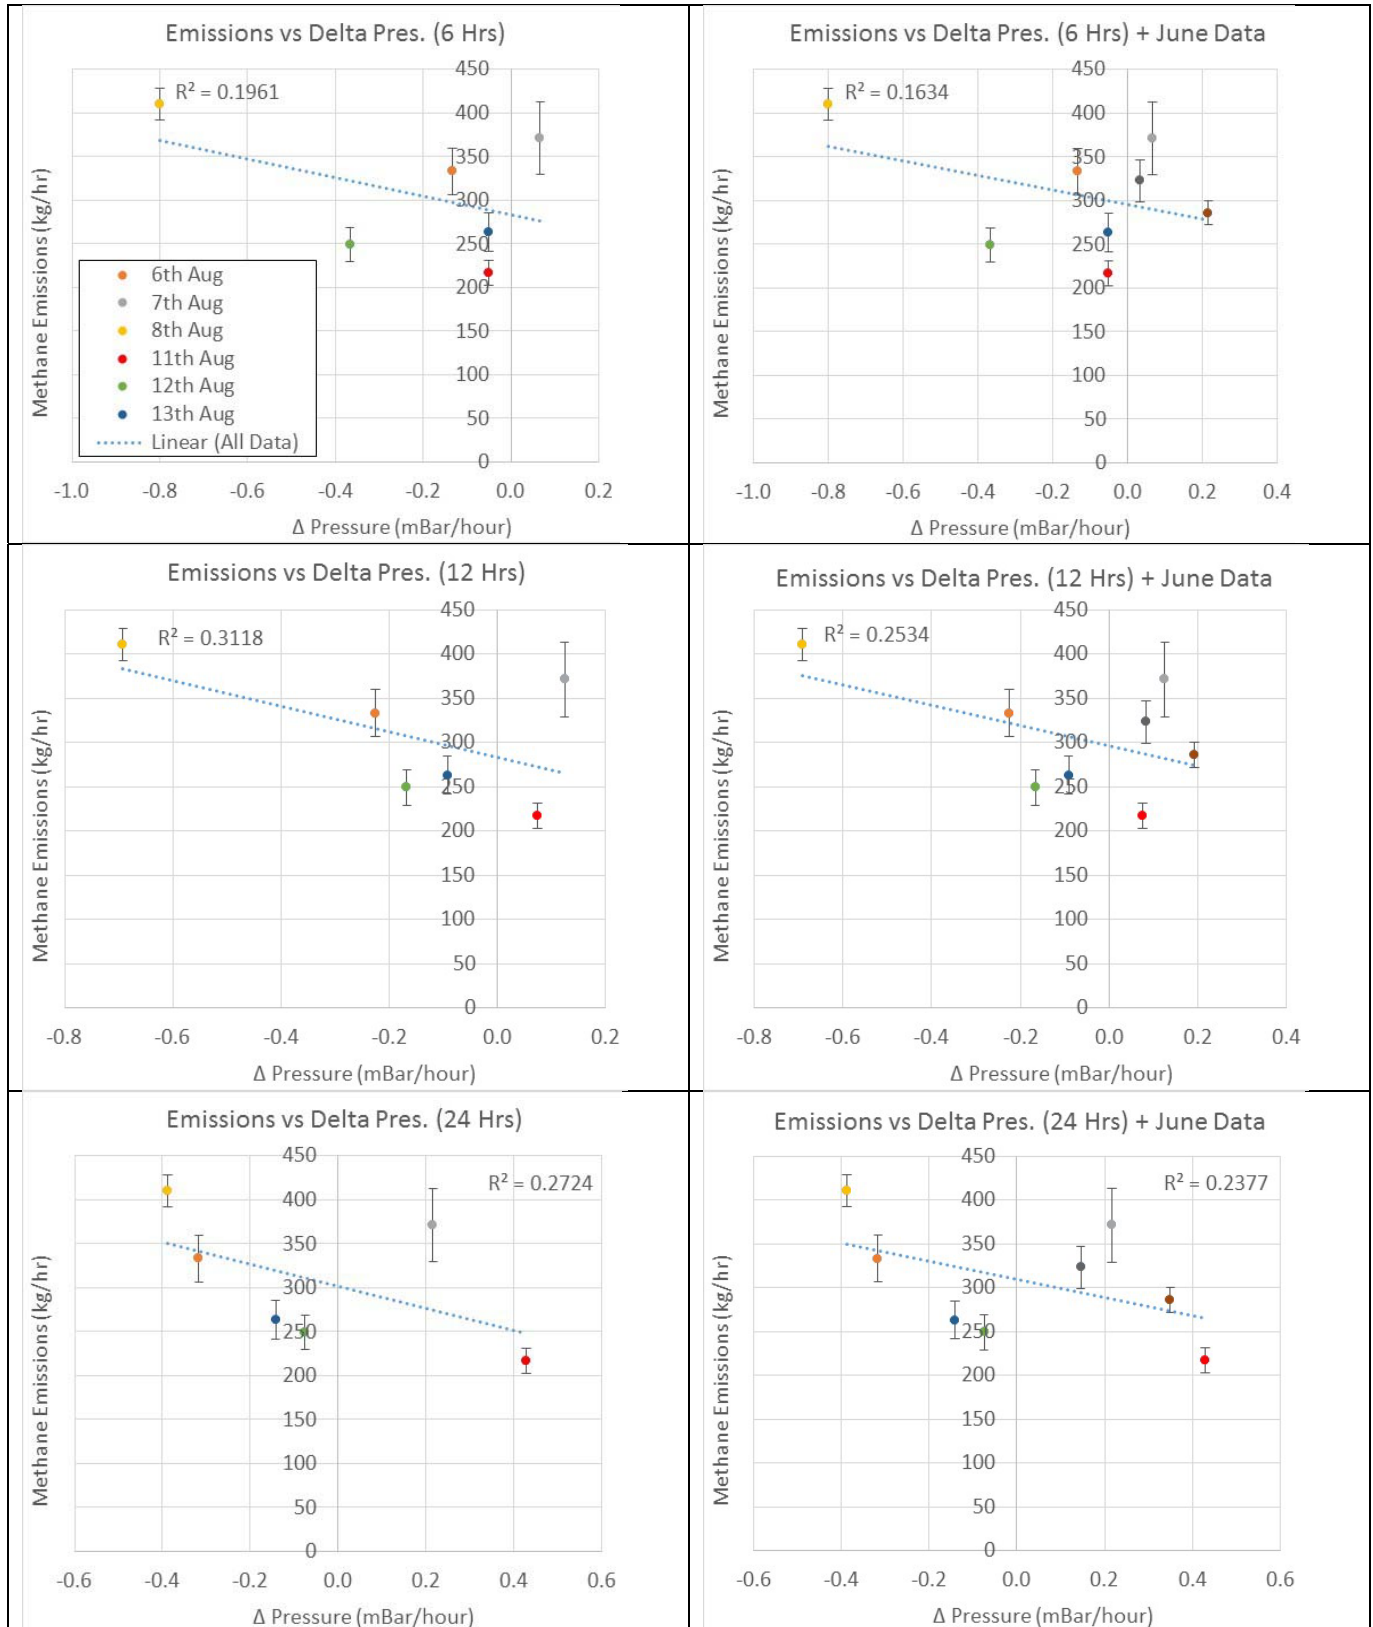 Emissions vs Delta Pres. (6 Hrs)
R² = 0.1961
Methane Emissions (kg/hr)
450
400
350
300
250
200
150
100
50
0
6th Aug
7th Aug
8th Aug
11th Aug
12th Aug
13th Aug
Linear (All Data)
-1.0 -0.8 -0.6 -0.4 -0.2 0.0 0.2
Δ Pressure (mBar/hour)
Emissions vs Delta Pres. (6 Hrs) + June Data
R² = 0.1634
Methane Emissions (kg/hr)
450
400
350
300
250
200
150
100
50
0
-1.0 -0.8 -0.6 -0.4 -0.2 0.0 0.2 0.4
Δ Pressure (mBar/hour)
Emissions vs Delta Pres. (12 Hrs)
R² = 0.3118
Methane Emissions (kg/hr)
450
400
350
300
250
200
150
100
50
0
-0.8 -0.6 -0.4 -0.2 0.0 0.2
Δ Pressure (mBar/hour)
Emissions vs Delta Pres. (12 Hrs) + June Data
R² = 0.2534
Methane Emissions (kg/hr)
450
400
350
300
250
200
150
100
50
0
-0.8 -0.6 -0.4 -0.2 0.0 0.2 0.4
Δ Pressure (mBar/hour)
Emissions vs Delta Pres. (24 Hrs)
R² = 0.2724
Methane Emissions (kg/hr)
450
400
350
300
250
200
150
100
50
0
-0.6 -0.4 -0.2 0.0 0.2 0.4 0.6
Δ Pressure (mBar/hour)
Emissions vs Delta Pres. (24 Hrs) + June Data
R² = 0.2377
Methane Emissions (kg/hr)
450
400
350
300
250
200
150
100
50
0
-0.6 -0.4 -0.2 0.0 0.2 0.4 0.6
Δ Pressure (mBar/hour)